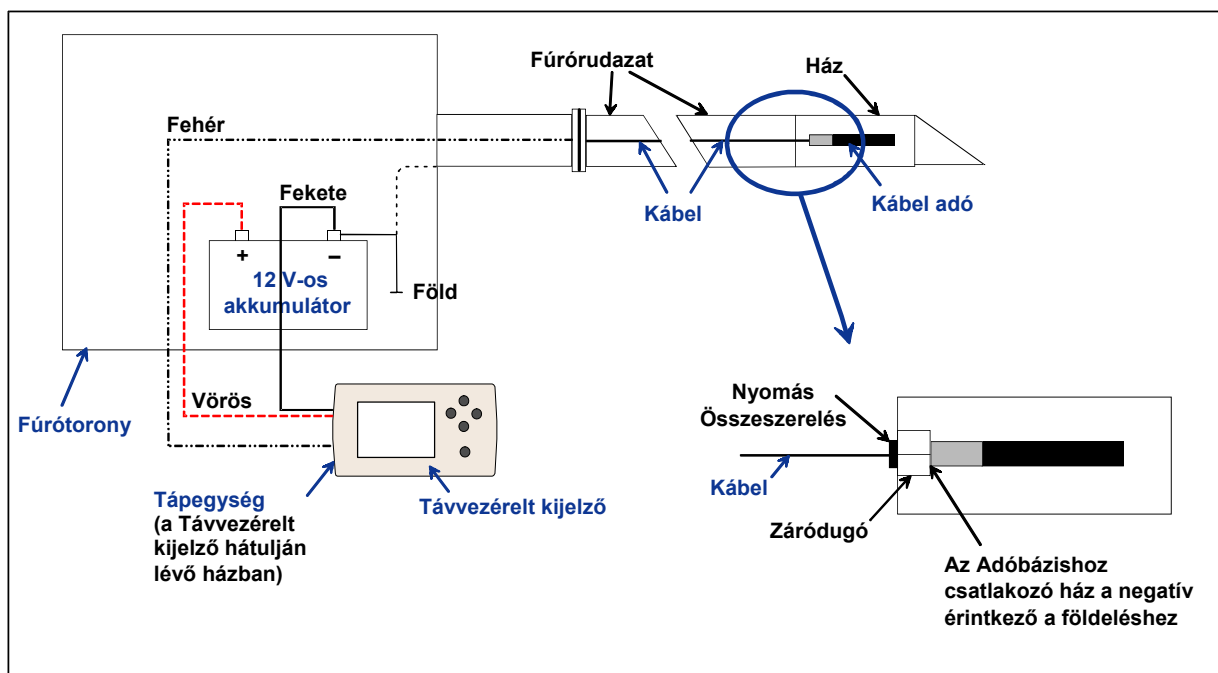 Fúrórudazat
Ház
Fehér
Fekete
Kábel
Kábel adó
+
–
12 V-os
akkumulátor
Föld
Vörös
Fúrótorony
Tápegység
(a Távvezérelt
kijelző hátulján
lévő házban)
Távvezérelt kijelző
Nyomás
Összeszerelés
Kábel
Záródugó
Az Adóbázishoz
csatlakozó ház a negatív
érintkező a földeléshez